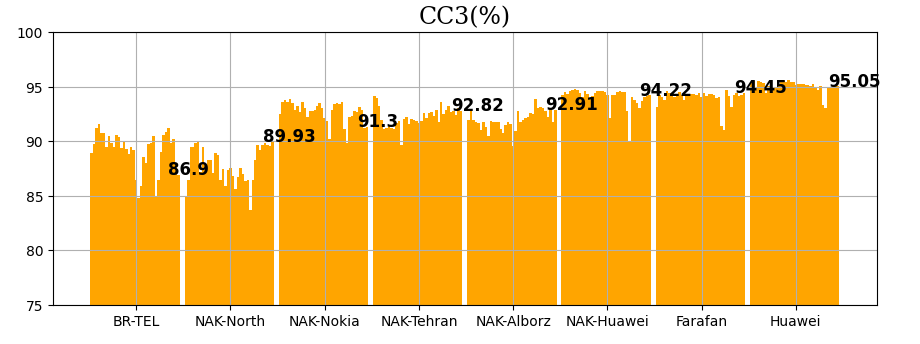 CC3(%)
100
95
90
85
80
75
86.9
89.93
91.3
92.82
92.91
94.22
94.45
95.05
BR-TEL
NAK-North
NAK-Nokia
NAK-Tehran
NAK-Alborz
NAK-Huawei
Farafan
Huawei